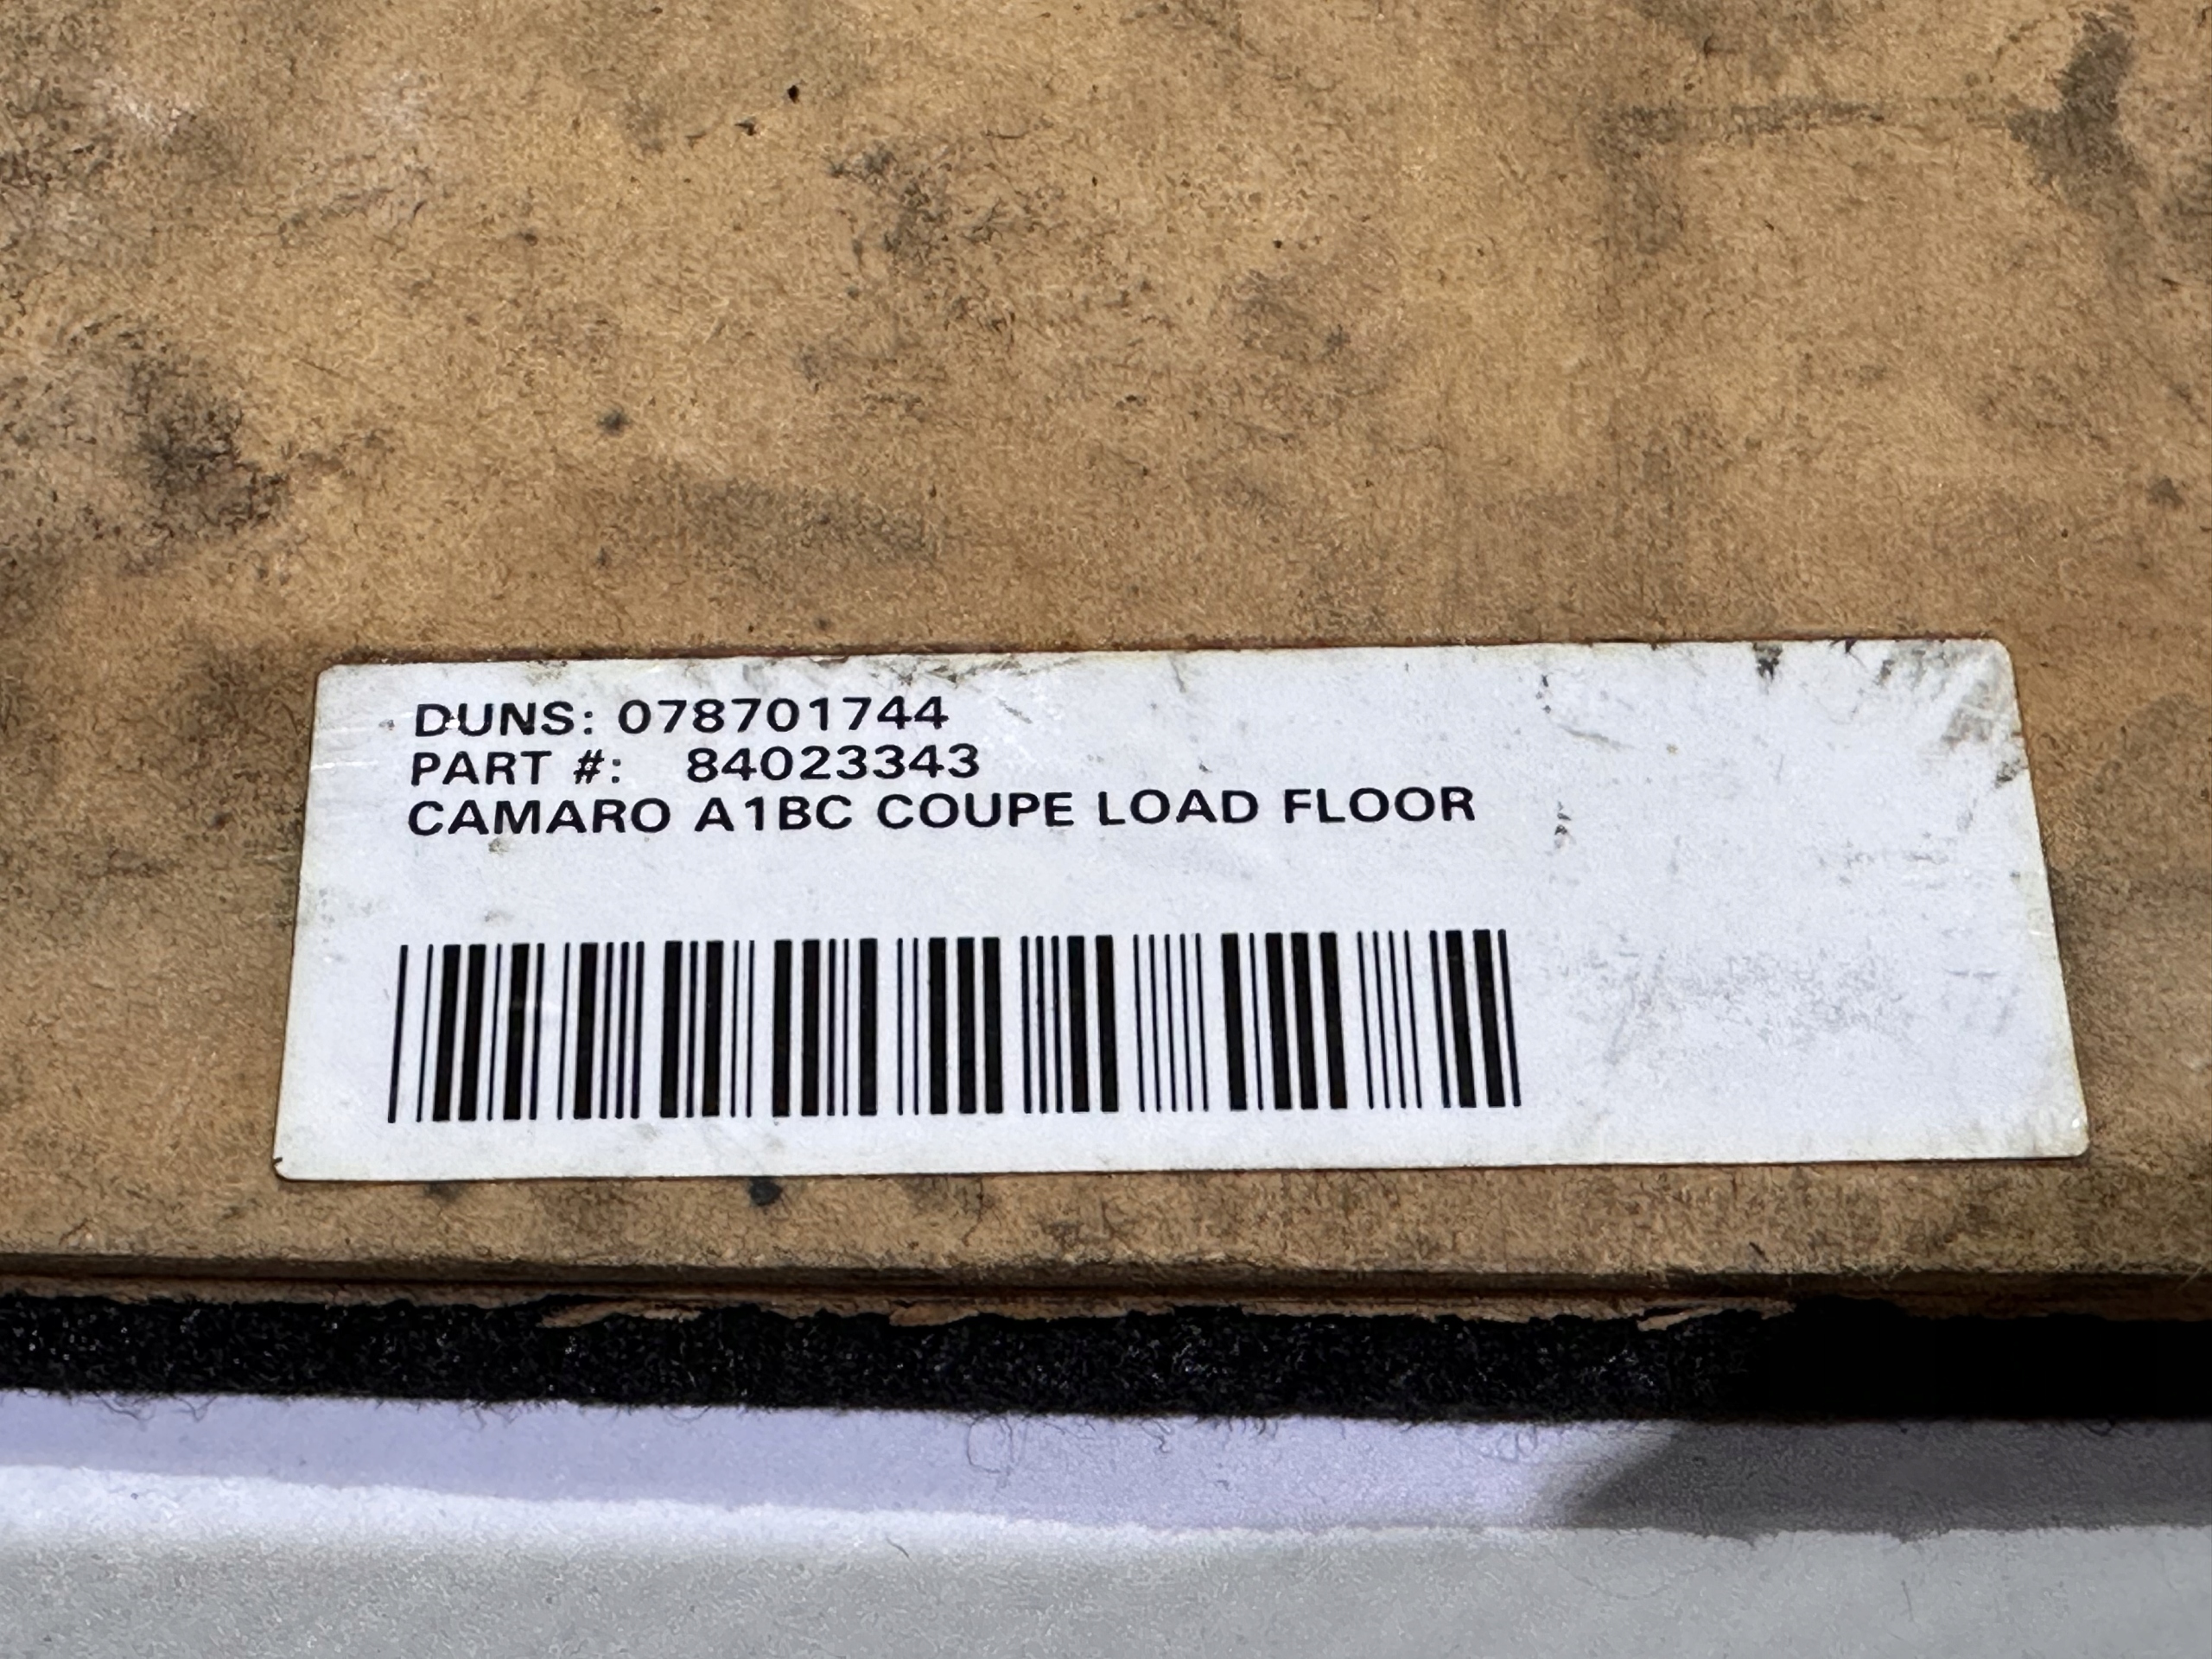 DUNS: 078701744
PART #: 84023343
CAMARO A1BC COUPE LOAD FLOOR